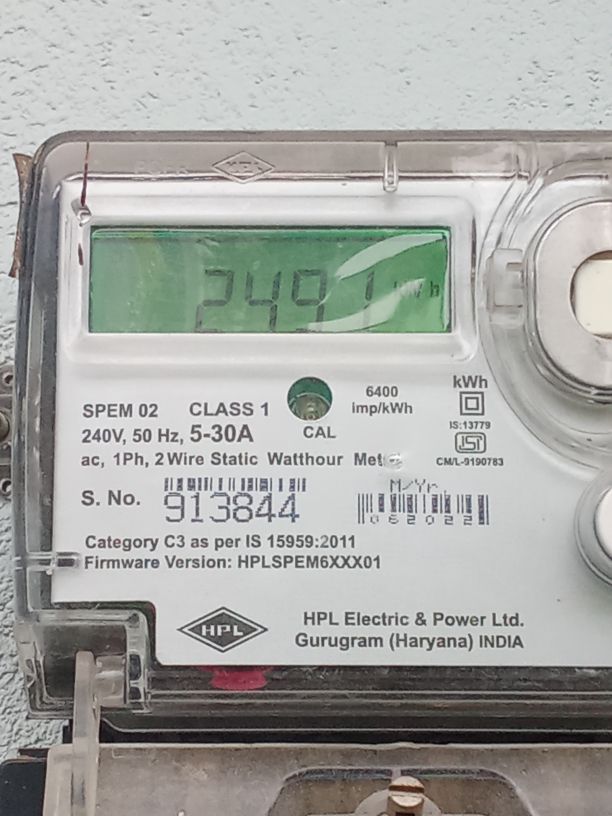 2491 kWh
6400
imp/kWh
kWh
SPEM 02 CLASS 1
CAL
IS:13779
240V, 50 Hz, 5-30A
ISI
CM/L-9190783
ac, 1Ph, 2 Wire Static Watthour
S. No. 913844
M/Yr
062022
Category C3 as per IS 15959:2011
Firmware Version: HPLSPEM6XXX01
HPL
HPL Electric & Power Ltd.
Gurugram (Haryana) INDIA